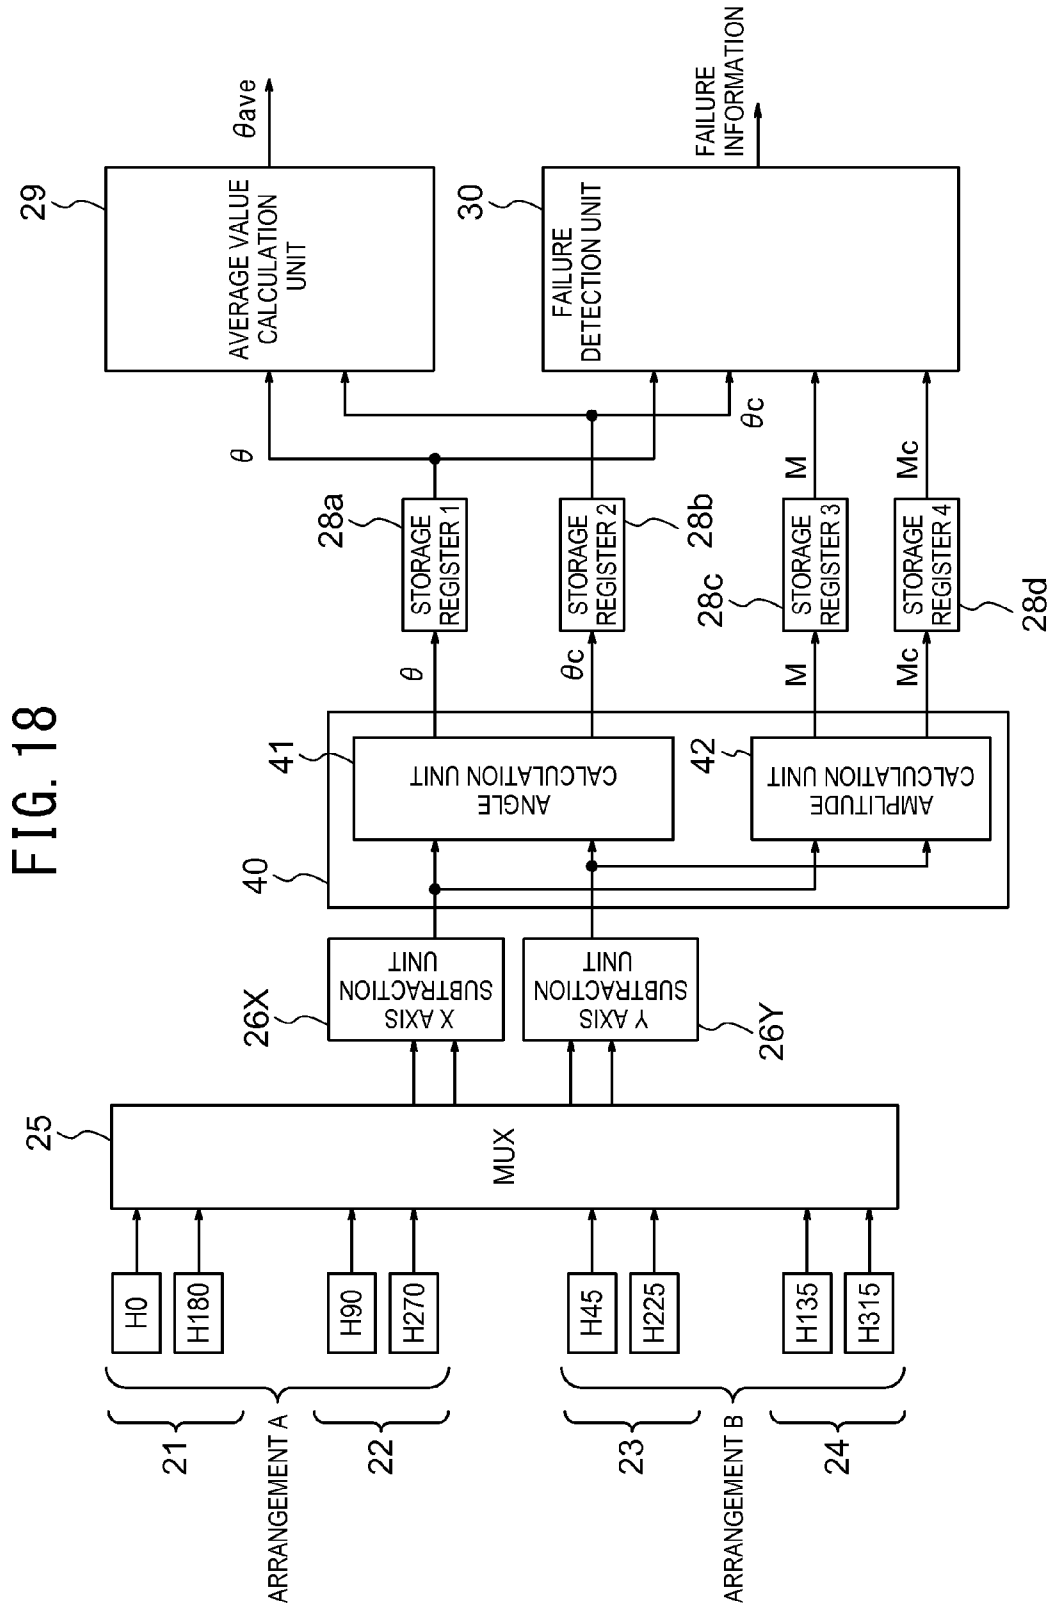 FIG. 18
ARRANGEMENT A
21
22
H0
H180
H90
H270
ARRANGEMENT B
23
24
H45
H225
H135
H315
25
MUX
26X
X AXIS
SUBTRACTION
UNIT
26Y
Y AXIS
SUBTRACTION
UNIT
40
41
ANGLE
CALCULATION UNIT
42
AMPLITUDE
CALCULATION UNIT
θ
θc
M
Mc
28a
STORAGE
REGISTER 1
28b
STORAGE
REGISTER 2
28c
STORAGE
REGISTER 3
28d
STORAGE
REGISTER 4
θ
θc
M
Mc
29
AVERAGE VALUE
CALCULATION
UNIT
θave
30
FAILURE
DETECTION UNIT
FAILURE
INFORMATION